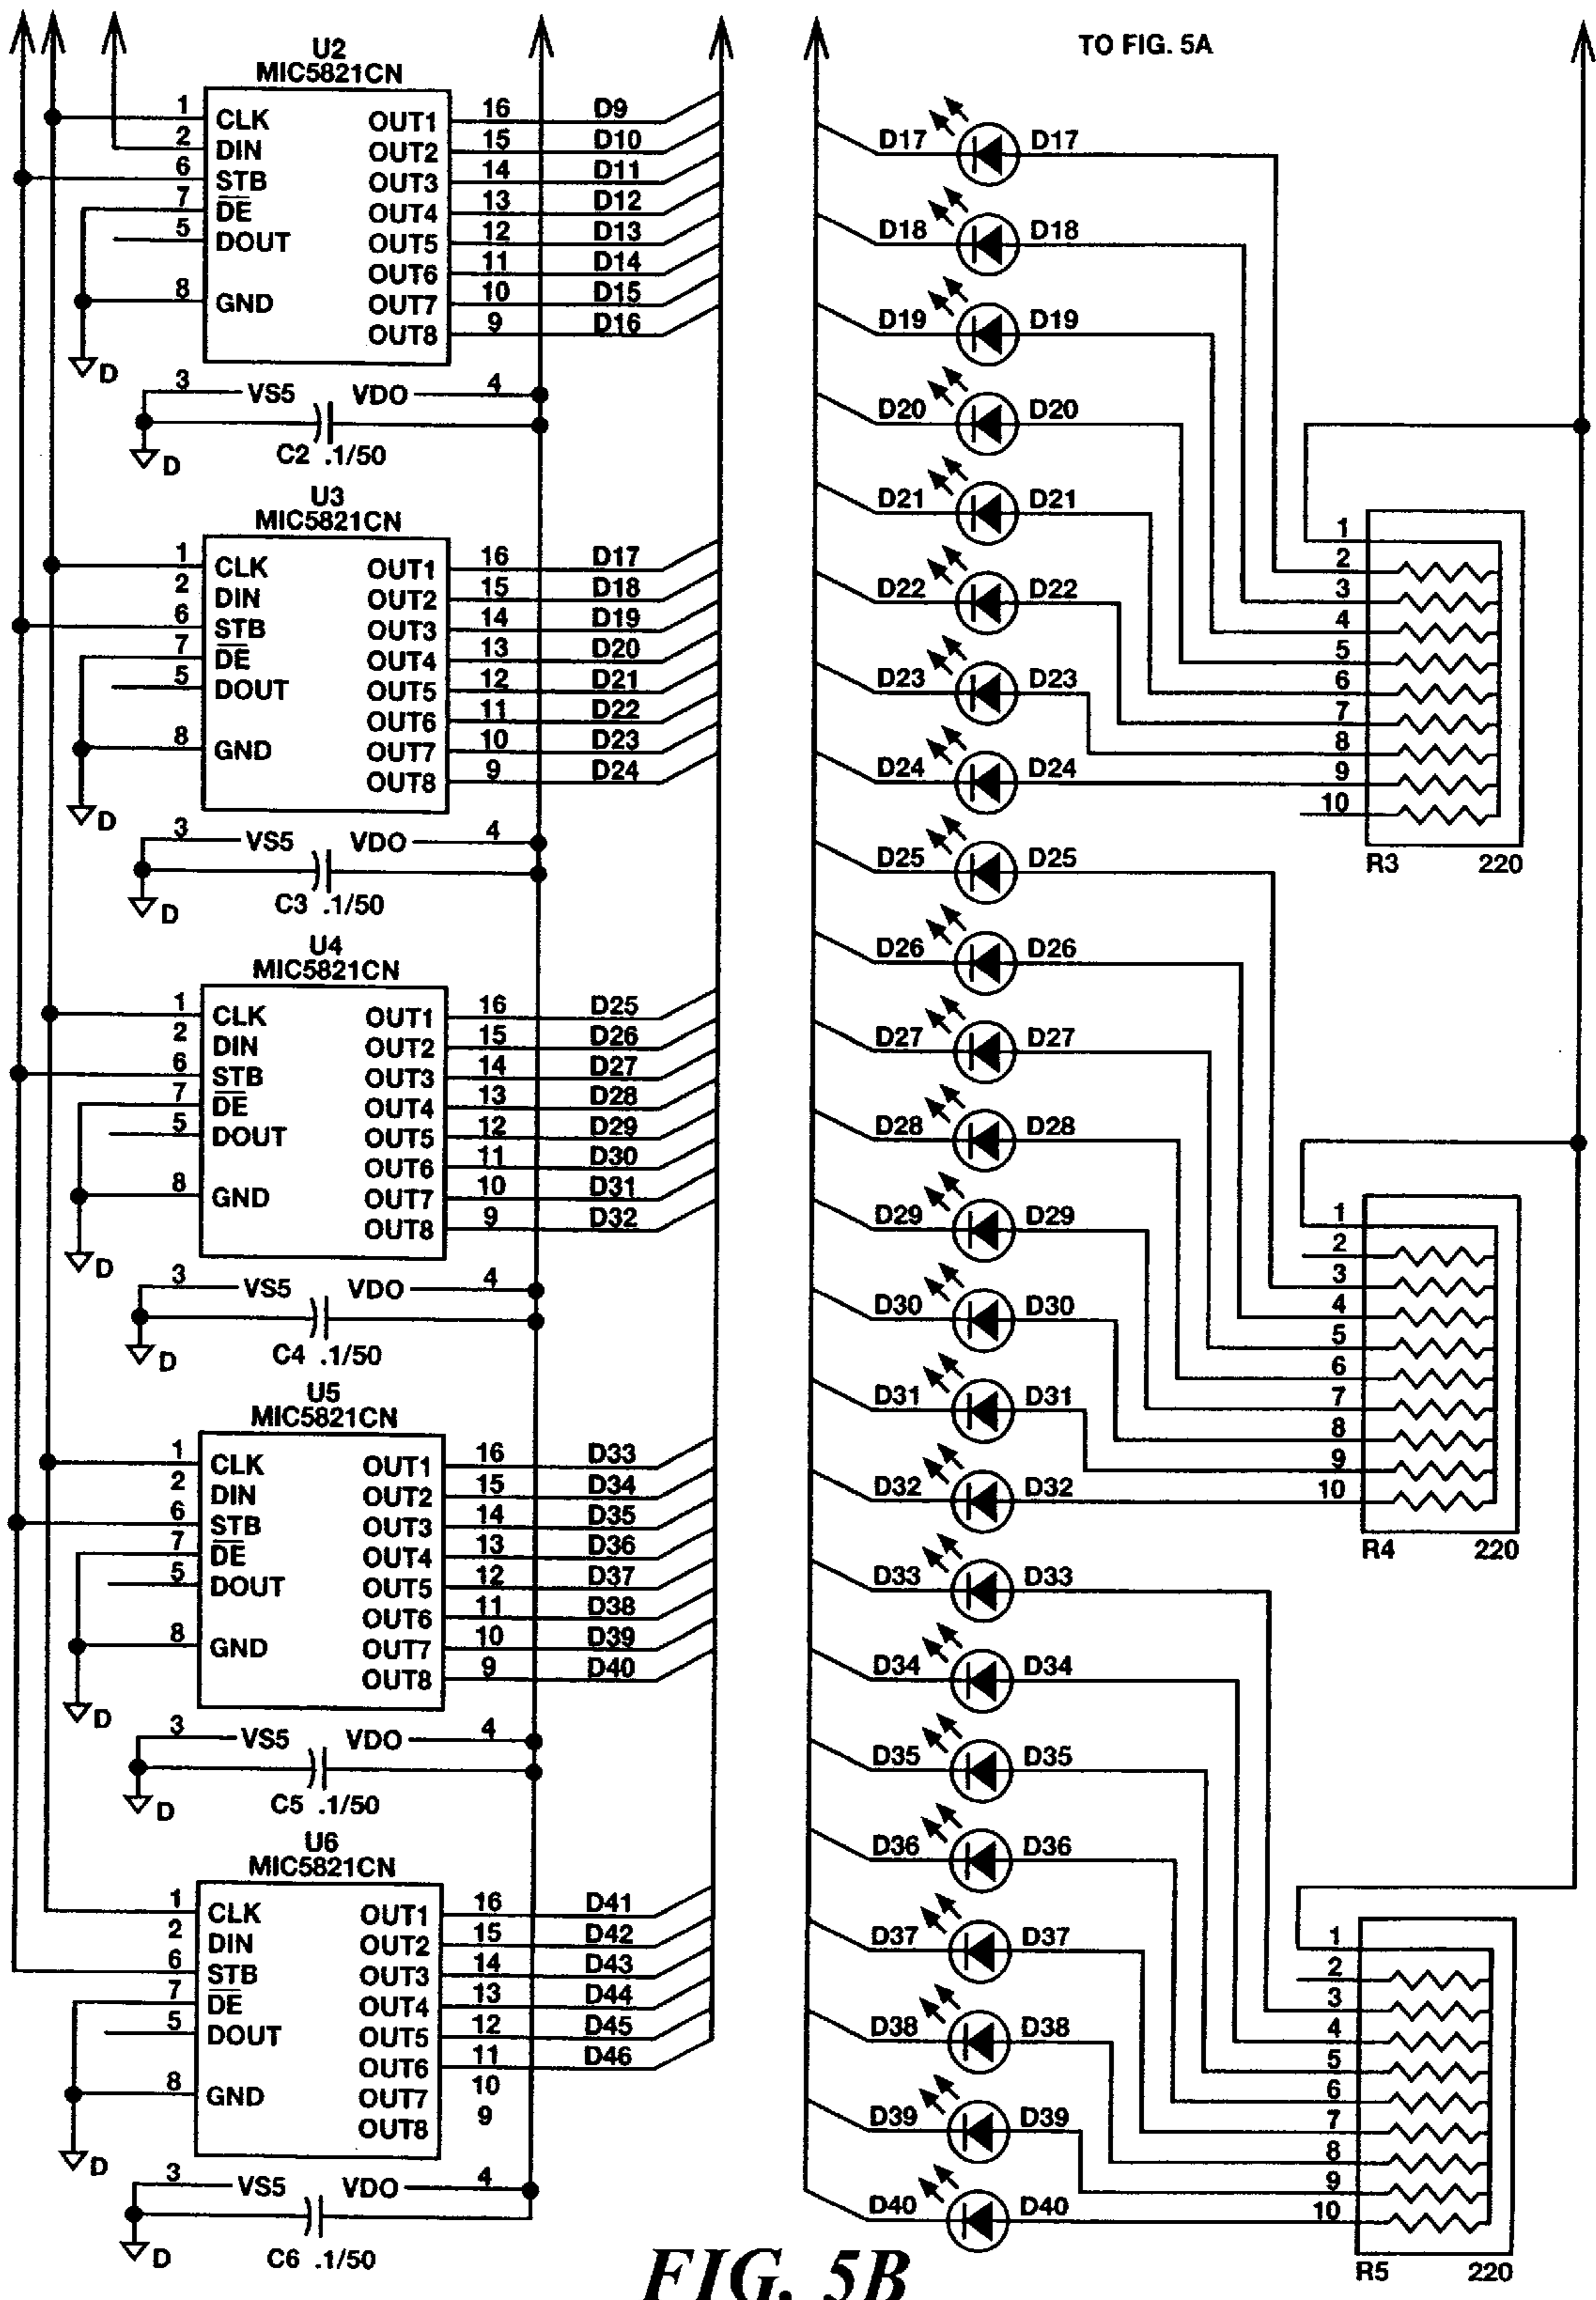 TO FIG. 5A
U2
MIC5821CN
1 CLK OUT1 16 D9
2 DIN OUT2 15 D10
6 STB OUT3 14 D11
7 DE OUT4 13 D12
5 DOUT OUT5 12 D13
OUT6 11 D14
8 GND OUT7 10 D15
OUT8 9 D16
D
3 VS5 VDO 4
C2 .1/50
D
U3
MIC5821CN
1 CLK OUT1 16 D17
2 DIN OUT2 15 D18
6 STB OUT3 14 D19
7 DE OUT4 13 D20
5 DOUT OUT5 12 D21
OUT6 11 D22
8 GND OUT7 10 D23
OUT8 9 D24
D
3 VS5 VDO 4
C3 .1/50
D
U4
MIC5821CN
1 CLK OUT1 16 D25
2 DIN OUT2 15 D26
6 STB OUT3 14 D27
7 DE OUT4 13 D28
5 DOUT OUT5 12 D29
OUT6 11 D30
8 GND OUT7 10 D31
OUT8 9 D32
D
3 VS5 VDO 4
C4 .1/50
D
U5
MIC5821CN
1 CLK OUT1 16 D33
2 DIN OUT2 15 D34
6 STB OUT3 14 D35
7 DE OUT4 13 D36
5 DOUT OUT5 12 D37
OUT6 11 D38
8 GND OUT7 10 D39
OUT8 9 D40
D
3 VS5 VDO 4
C5 .1/50
D
U6
MIC5821CN
1 CLK OUT1 16 D41
2 DIN OUT2 15 D42
6 STB OUT3 14 D43
7 DE OUT4 13 D44
5 DOUT OUT5 12 D45
OUT6 11 D46
8 GND OUT7 10
OUT8 9
D
3 VS5 VDO 4
C6 .1/50
D
D17 D17
D18 D18
D19 D19
D20 D20
D21 D21
D22 D22
D23 D23
D24 D24
D25 D25
D26 D26
D27 D27
D28 D28
D29 D29
D30 D30
D31 D31
D32 D32
D33 D33
D34 D34
D35 D35
D36 D36
D37 D37
D38 D38
D39 D39
D40 D40
1
2
3
4
5
6
7
8
9
10
R3 220
1
2
3
4
5
6
7
8
9
10
R4 220
1
2
3
4
5
6
7
8
9
10
R5 220
FIG. 5B